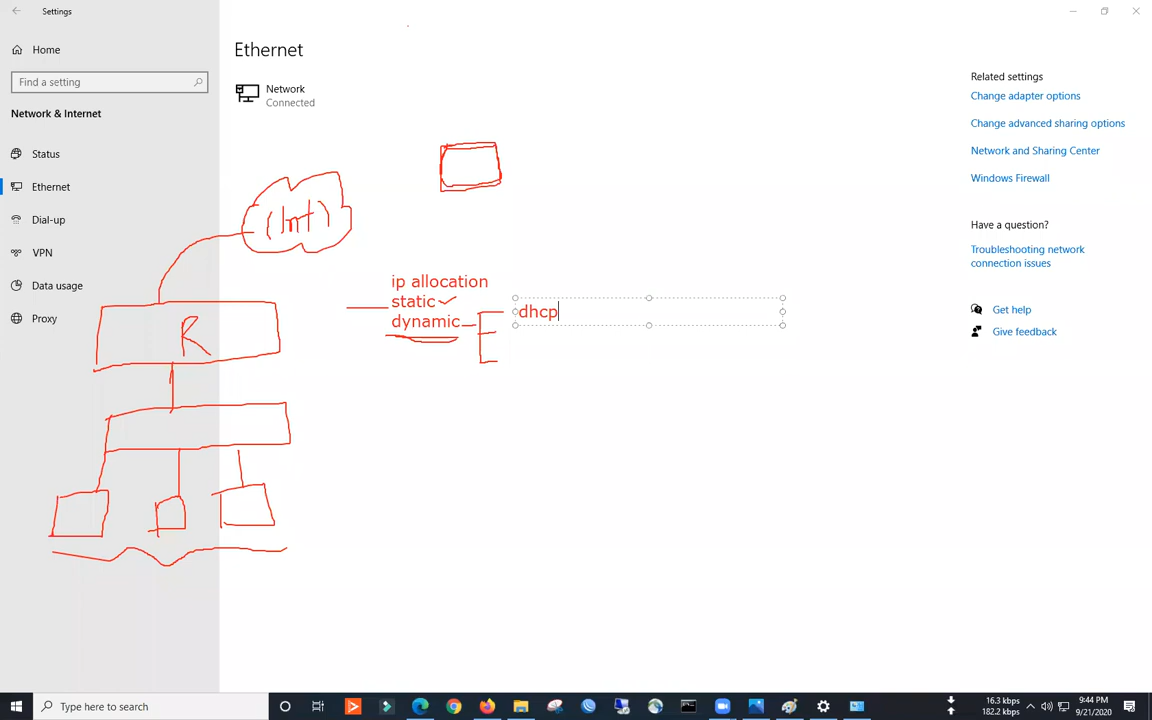 Settings
Home
Find a setting
Network & Internet
Status
Ethernet
Dial-up
VPN
Data usage
Proxy
Ethernet
Network
Connected
(Int)
R
ip allocation
static
dynamic
dhcp
Related settings
Change adapter options
Change advanced sharing options
Network and Sharing Center
Windows Firewall
Have a question?
Troubleshooting network
connection issues
Get help
Give feedback
Type here to search
16.3 kbps
182.2 kbps
9:44 PM
9/21/2020